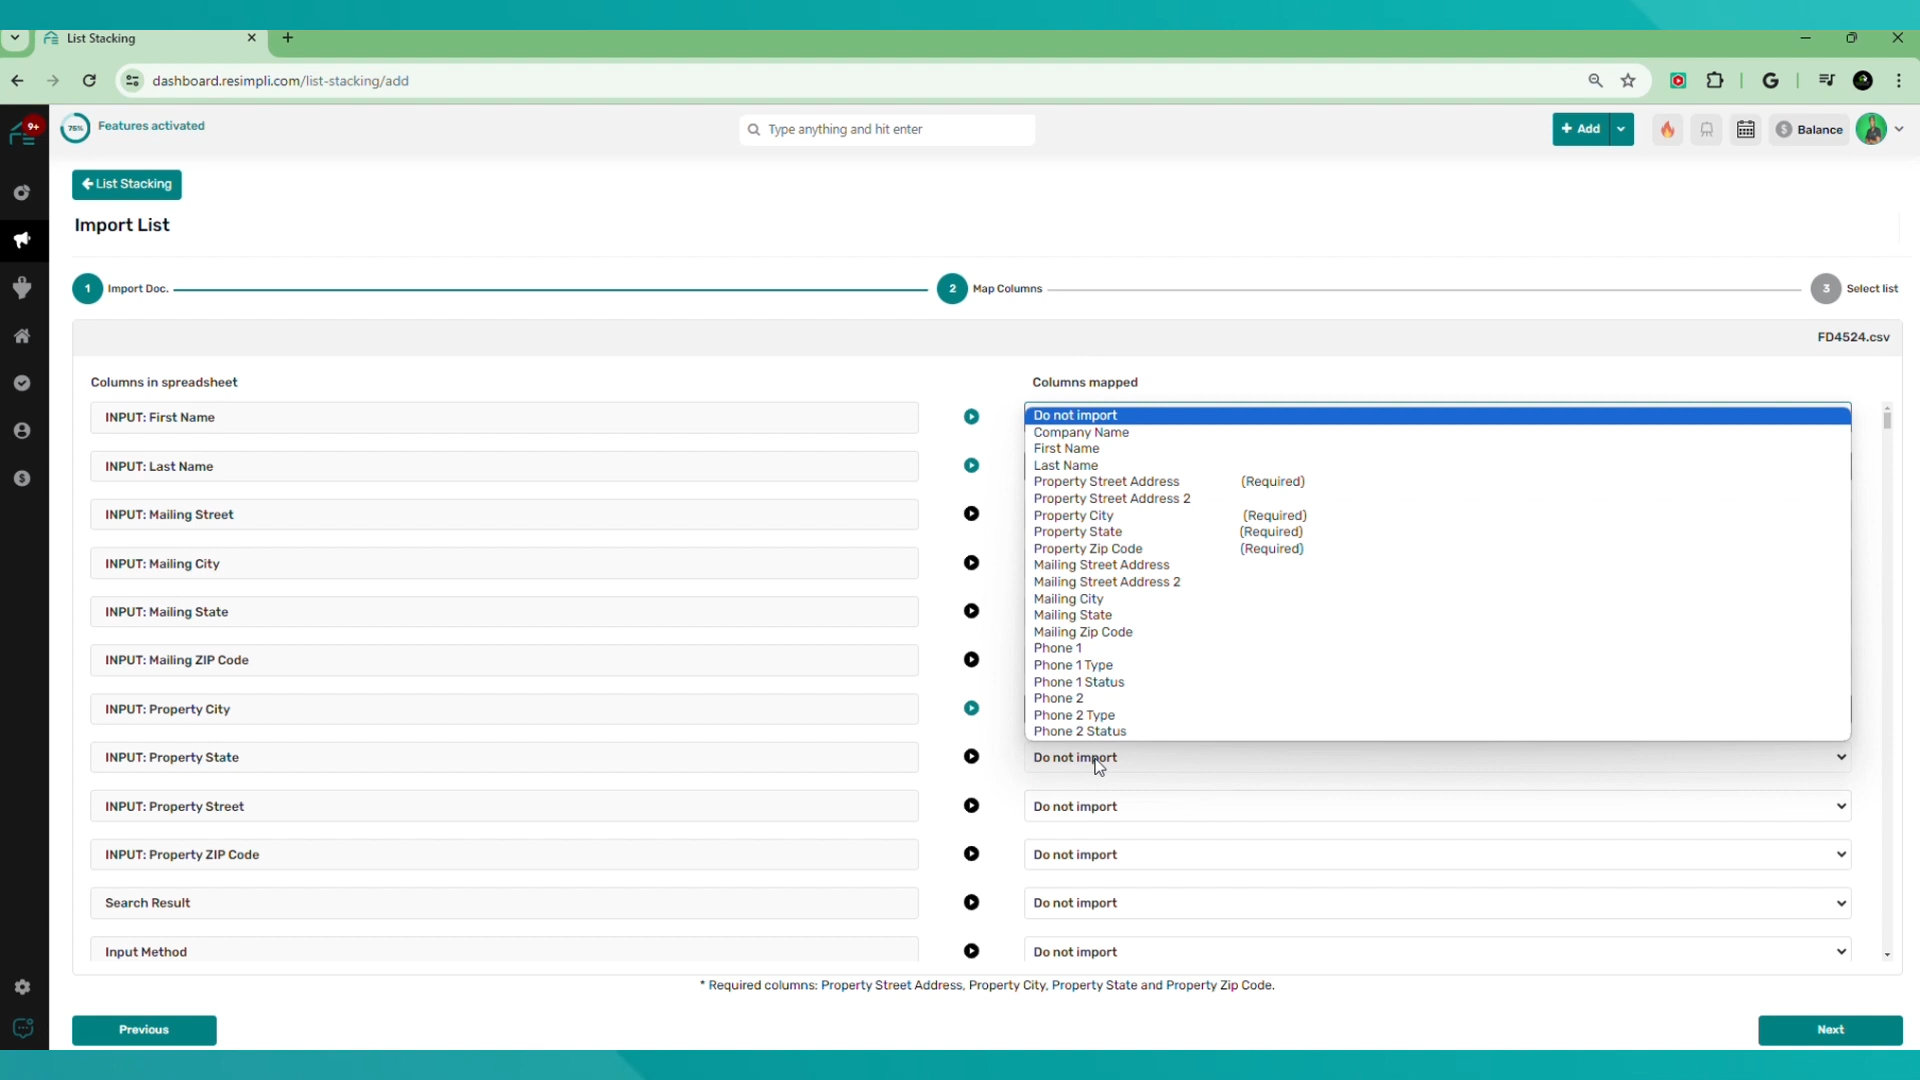 List Stacking
dashboard.resimpli.com/list-stacking/add
9+
75%
Features activated
Type anything and hit enter
+ Add
$ Balance
List Stacking
Import List
1 Import Doc.
2 Map Columns
3 Select list
FD4524.csv
Columns in spreadsheet
Columns mapped
INPUT: First Name
INPUT: Last Name
INPUT: Mailing Street
INPUT: Mailing City
INPUT: Mailing State
INPUT: Mailing ZIP Code
INPUT: Property City
INPUT: Property State
INPUT: Property Street
INPUT: Property ZIP Code
Search Result
Input Method
Do not import
Company Name
First Name
Last Name
Property Street Address (Required)
Property Street Address 2
Property City (Required)
Property State (Required)
Property Zip Code (Required)
Mailing Street Address
Mailing Street Address 2
Mailing City
Mailing State
Mailing Zip Code
Phone 1
Phone 1 Type
Phone 1 Status
Phone 2
Phone 2 Type
Phone 2 Status
Do not import
Do not import
Do not import
Do not import
Do not import
* Required columns: Property Street Address, Property City, Property State and Property Zip Code.
Previous
Next